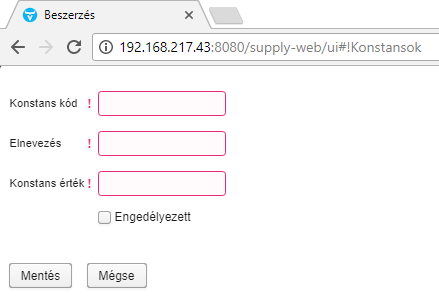 Beszerzés
192.168.217.43:8080/supply-web/ui#!Konstansok
Konstans kód !
Elnevezés !
Konstans érték !
Engedélyezett
Mentés Mégse